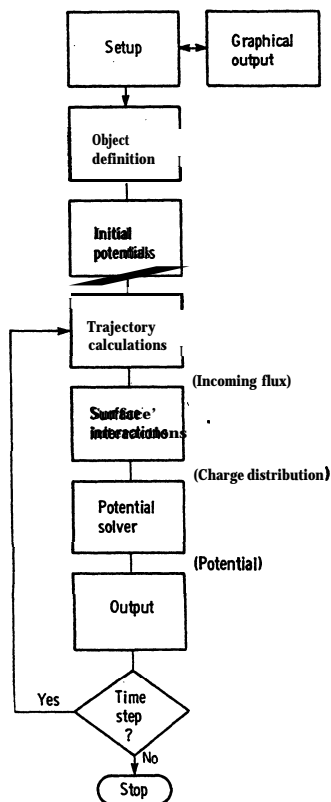 Setup
Graphical
output
Object
definition
Initial
potentials
Trajectory
calculations
(Incoming flux)
Surface
interactions
(Charge distribution)
Potential
solver
(Potential)
Output
Yes
Time
step
?
No
Stop